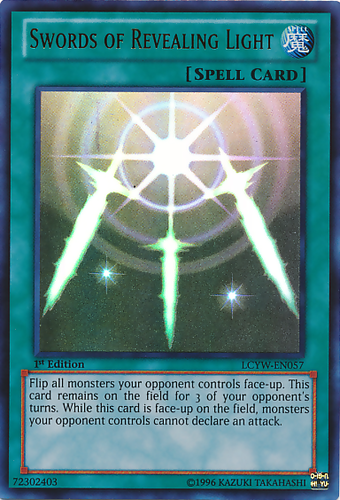 Swords of Revealing Light
魔
[Spell Card]
1st Edition
LCYW-EN057
Flip all monsters your opponent controls face-up. This
card remains on the field for 3 of your opponent's
turns. While this card is face-up on the field, monsters
your opponent controls cannot declare an attack.
72302403
©1996 KAZUKI TAKAHASHI